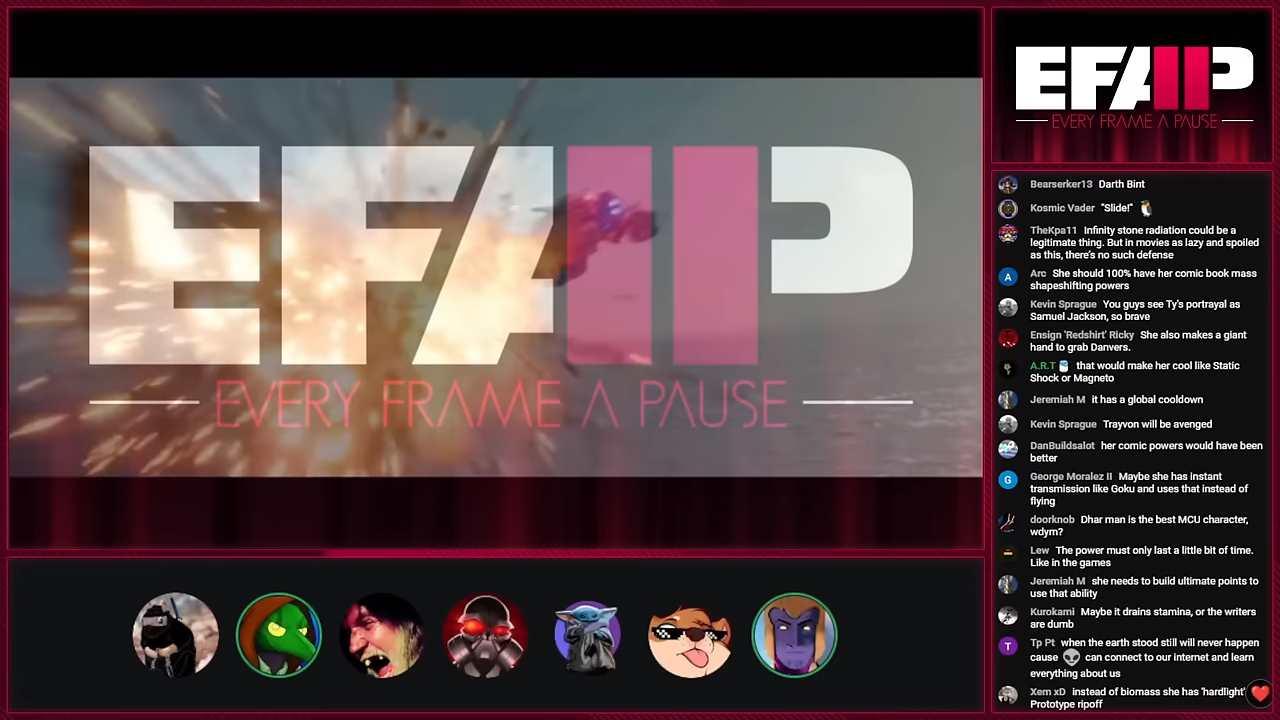 EFAP
EVERY FRAME A PAUSE
EFAP
EVERY FRAME A PAUSE
Bearserker13 Darth Bint
Kosmic Vader "Slide!"
TheKpa11 Infinity stone radiation could be a
legitimate thing. But in movies as lazy and spoiled
as this, there's no such defense
A
Arc She should 100% have her comic book mass
shapeshifting powers
Kevin Sprague You guys see Ty's portrayal as
Samuel Jackson, so brave
Ensign 'Redshirt' Ricky She also makes a giant
hand to grab Danvers.
A.R.T that would make her cool like Static
Shock or Magneto
Jeremiah M it has a global cooldown
Kevin Sprague Trayvon will be avenged
DanBuildsalot her comic powers would have been
better
G
George Moralez II Maybe she has instant
transmission like Goku and uses that instead of
flying
doorknob Dhar man is the best MCU character,
wdym?
Lew The power must only last a little bit of time.
Like in the games
Jeremiah M she needs to build ultimate points to
use that ability
Kurokami Maybe it drains stamina, or the writers
are dumb
T
Tp Pt when the earth stood still will never happen
cause can connect to our internet and learn
everything about us
Xem xD instead of biomass she has 'hardlight'
Prototype ripoff